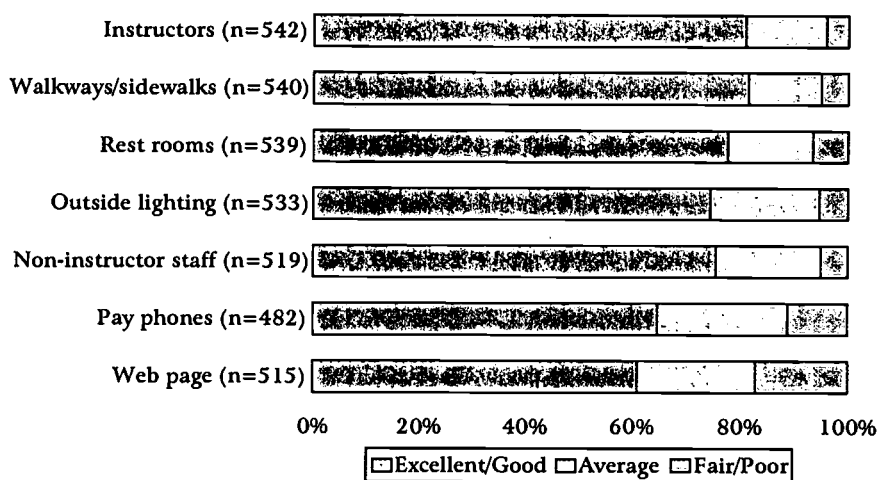 Instructors (n=542)
Walkways/sidewalks (n=540)
Rest rooms (n=539)
Outside lighting (n=533)
Non-instructor staff (n=519)
Pay phones (n=482)
Web page (n=515)
0% 20% 40% 60% 80% 100%
Excellent/Good Average Fair/Poor